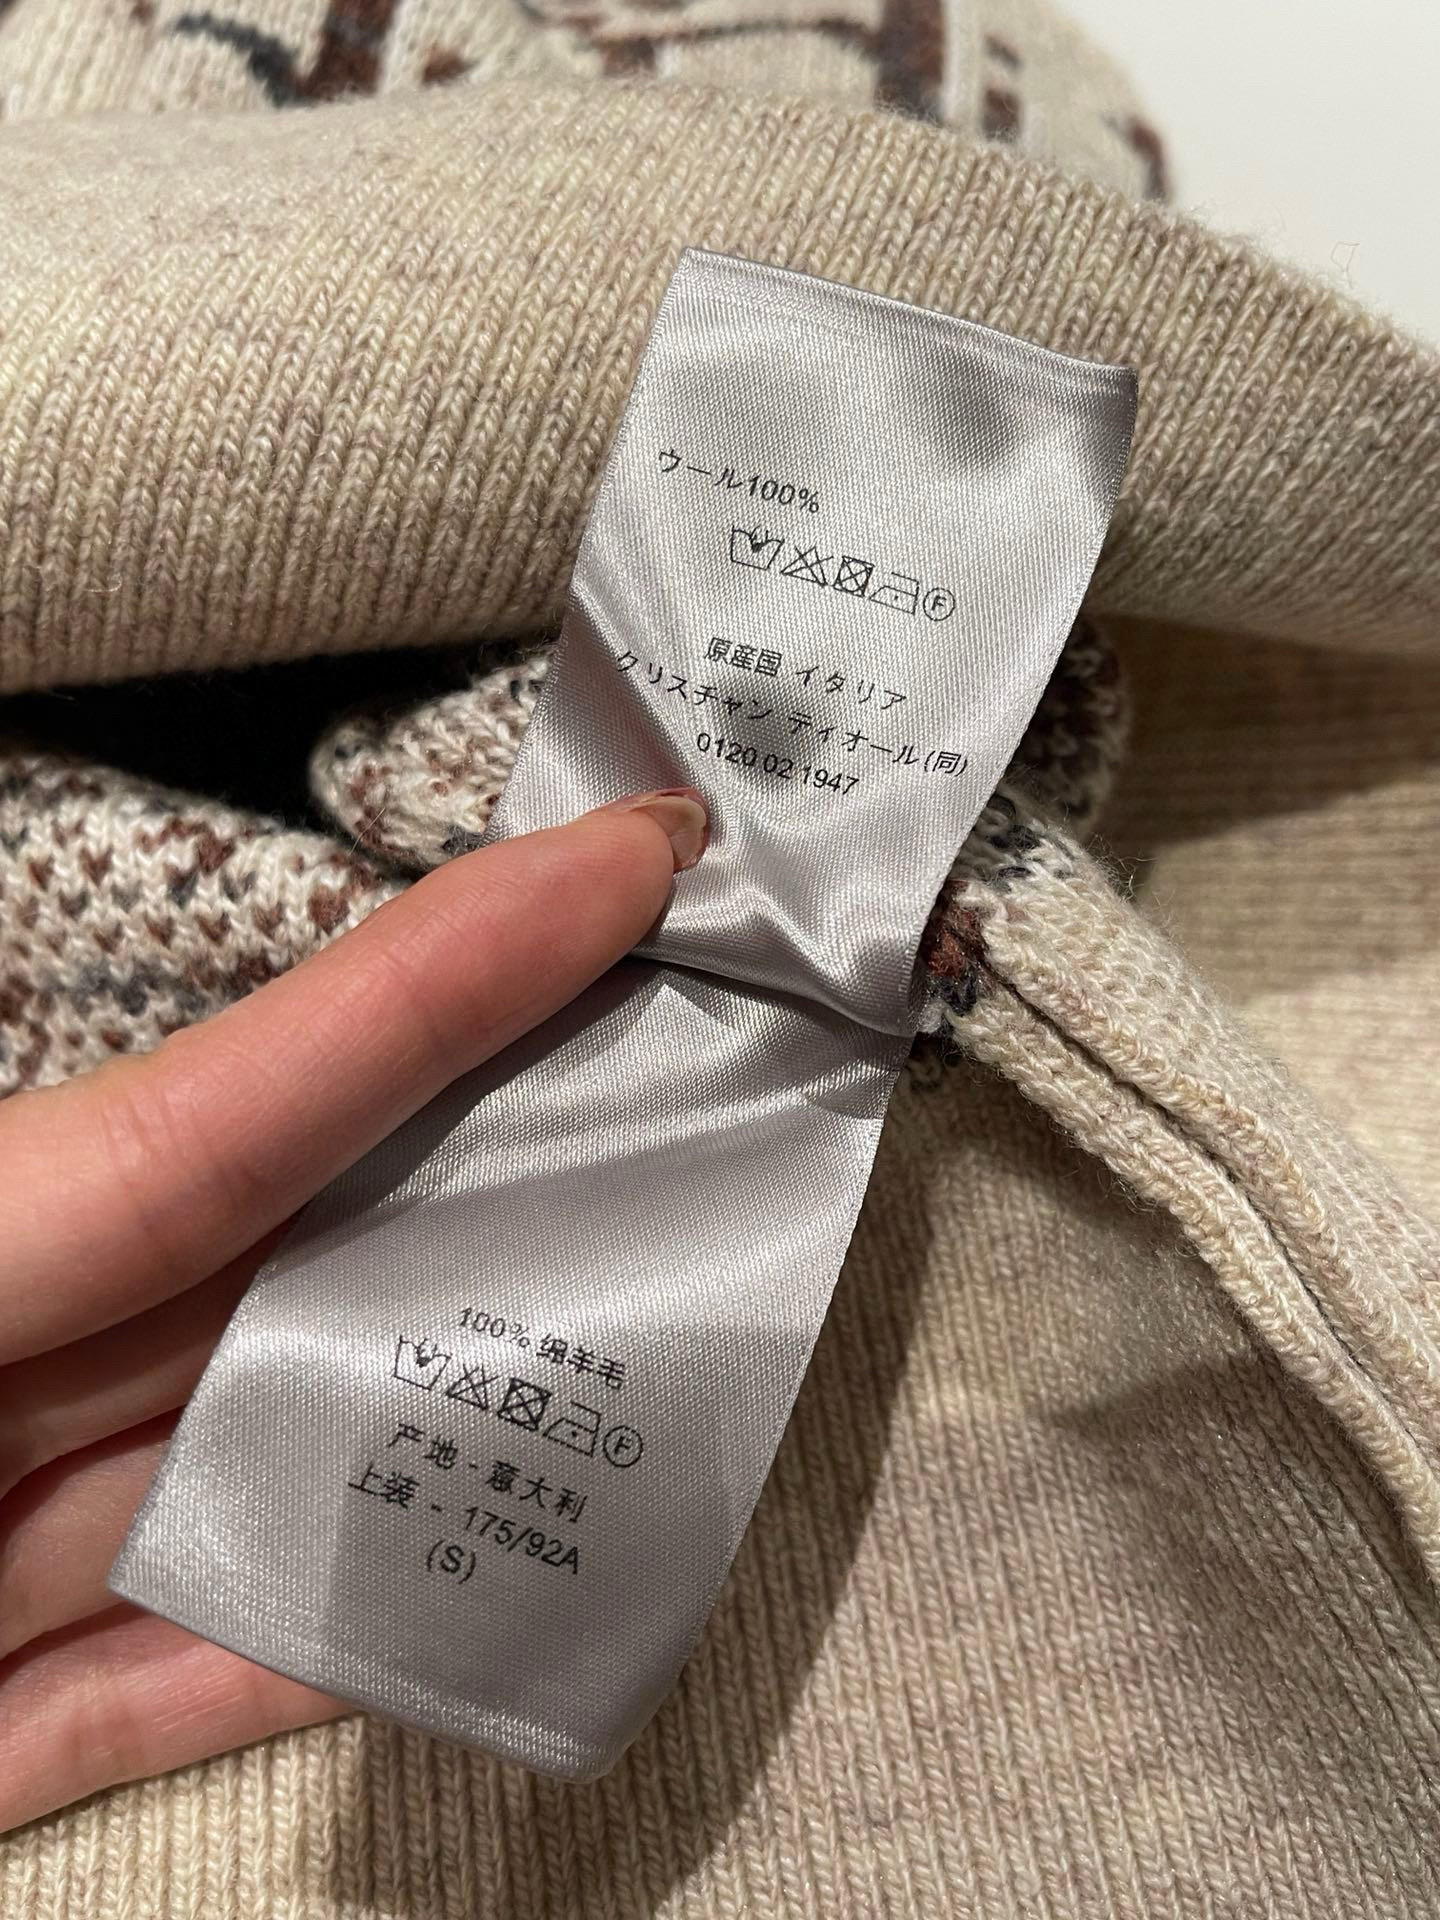 ウール100%
F
原産国 イタリア
クリスチャン ディオール(同)
0120 02 1947
100% 绵羊毛
F
产地 - 意大利
上装 - 175/92A
(S)